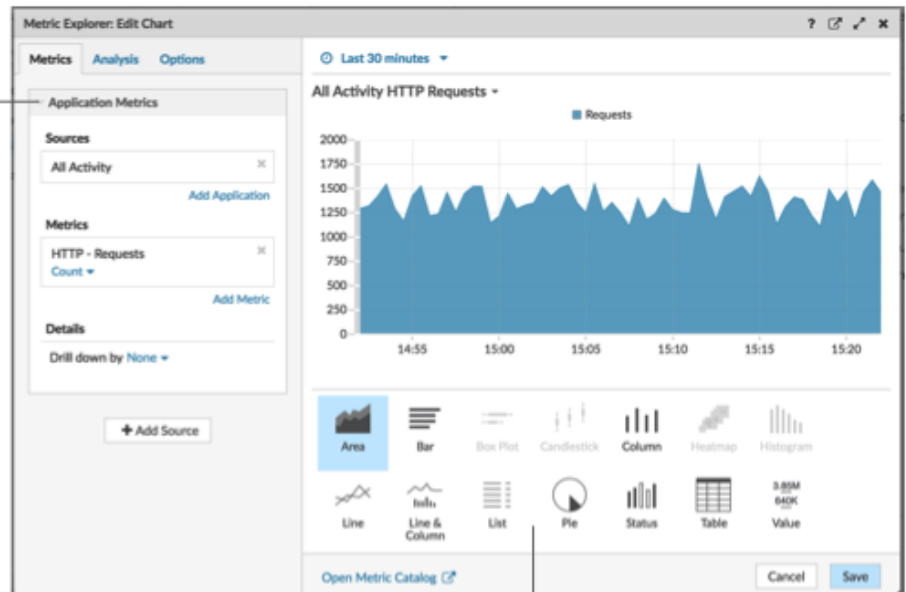 Metric Explorer: Edit Chart
?
Metrics Analysis Options
Application Metrics
Sources
All Activity
Add Application
Metrics
HTTP - Requests
Count
Add Metric
Details
Drill down by None
+ Add Source
Last 30 minutes
All Activity HTTP Requests
Requests
2000
1750
1500
1250
1000
750
500
250
0
14:55 15:00 15:05 15:10 15:15 15:20
Area Bar Box Plot Candlestick Column Heatmap Histogram
3.85M
640K
Line Line & Column List Pie Status Table Value
Open Metric Catalog
Cancel Save